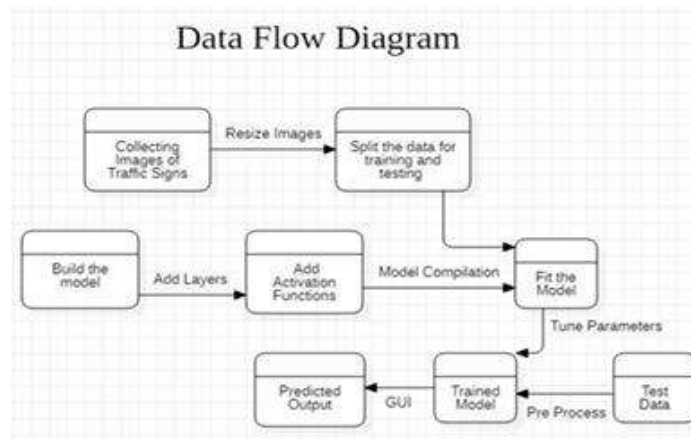 Data Flow Diagram
Collecting
Images of
Traffic Signs
Resize Images
Split the data for
training and
testing
Build the
model
Add Layers
Add
Activation
Functions
Model Compilation
Fit the
Model
Tune Parameters
Predicted
Output
GUI
Trained
Model
Pre Process
Test
Data